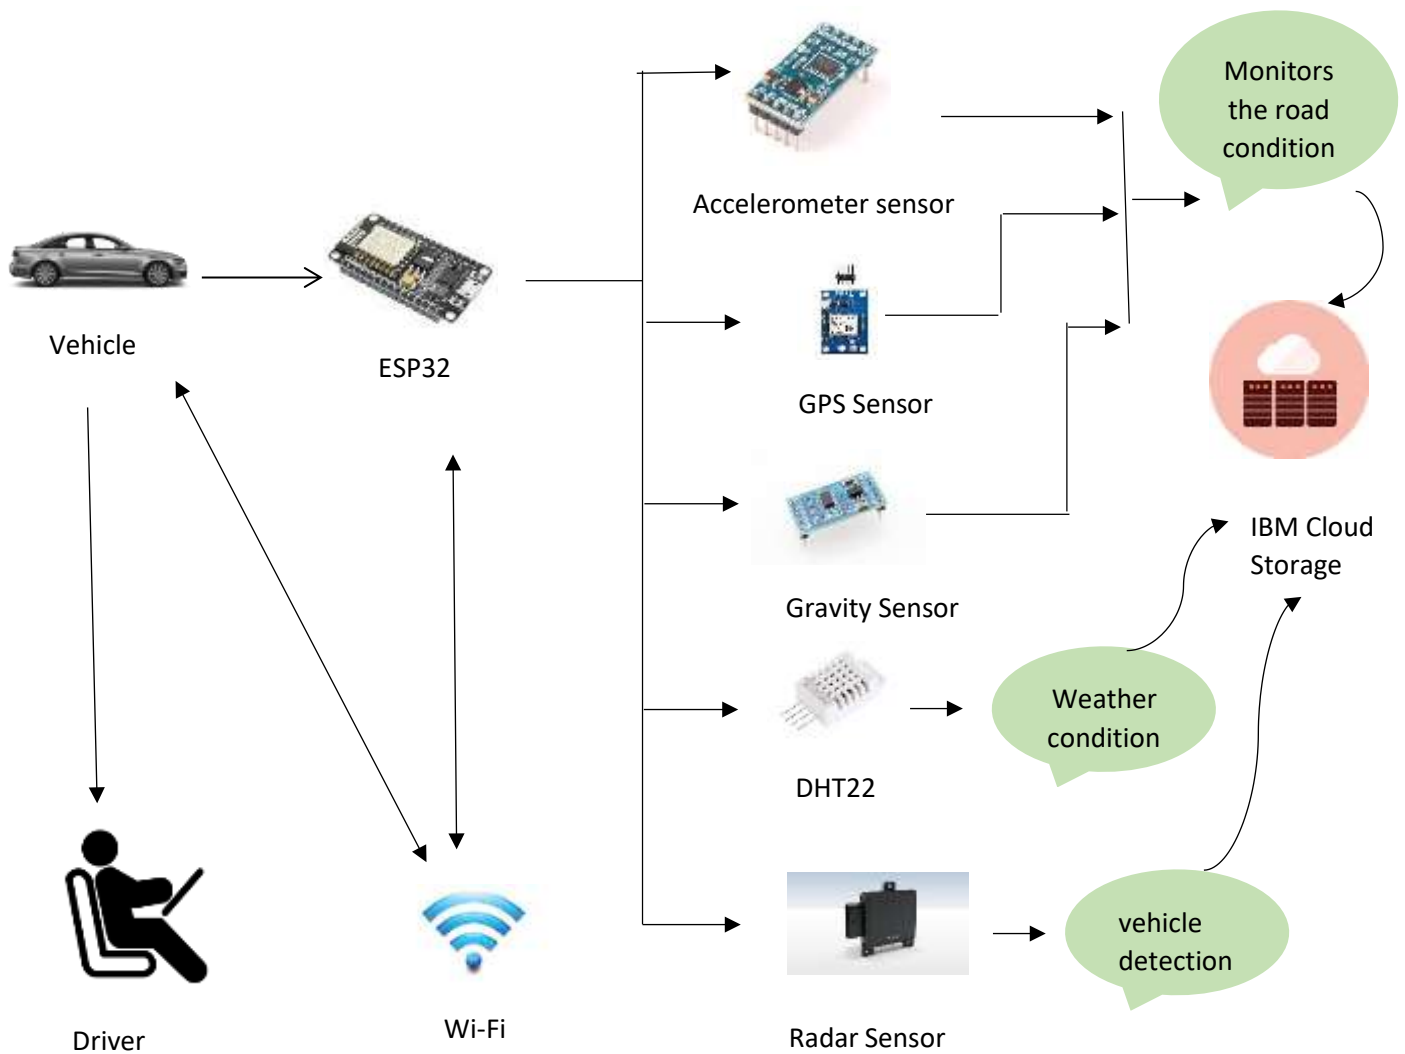 Monitors
the road
condition
Accelerometer sensor
Vehicle
ESP32
GPS Sensor
IBM Cloud
Storage
Gravity Sensor
Weather
condition
DHT22
vehicle
detection
Driver
Wi-Fi
Radar Sensor